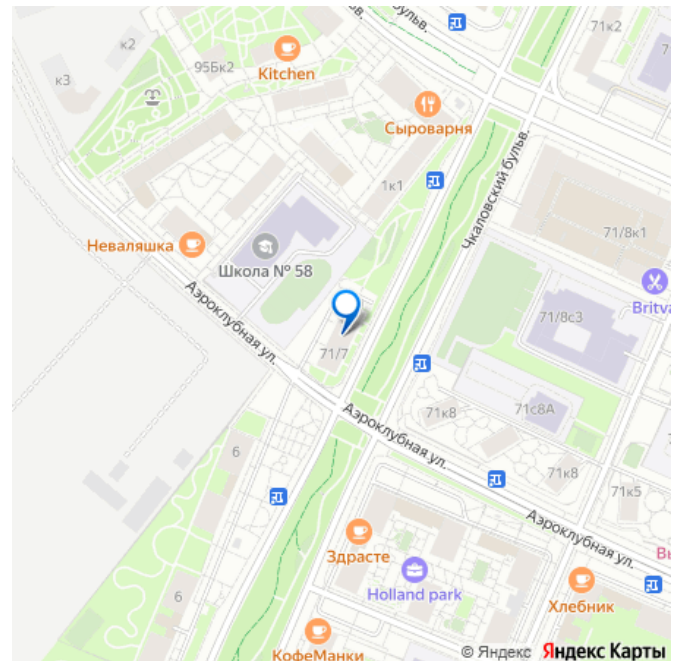 бульв.
71к2
к2
95Бк2
Kitchen
к3
Сыроварня
1к1
Чкаловский бульв.
71/8к1
Неваляшка
Школа № 58
Britva
71/8с3
Аэроклубная ул.
71/7
71к8
71с8А
Аэроклубная ул.
6
71к8
71к5
Аэроклубная ул.
Здрасте
Holland park
Хлебник
6
КофеМанки
© Яндекс Яндекс Карты